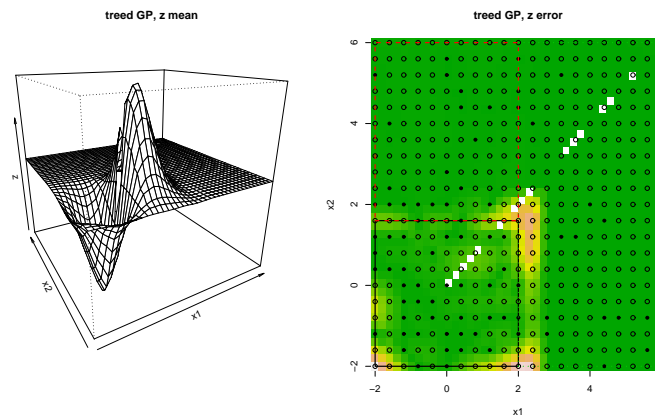 treed GP, z mean
z
x2
x1
treed GP, z error
x2
6
4
2
0
−2
−2
0
2
4
x1